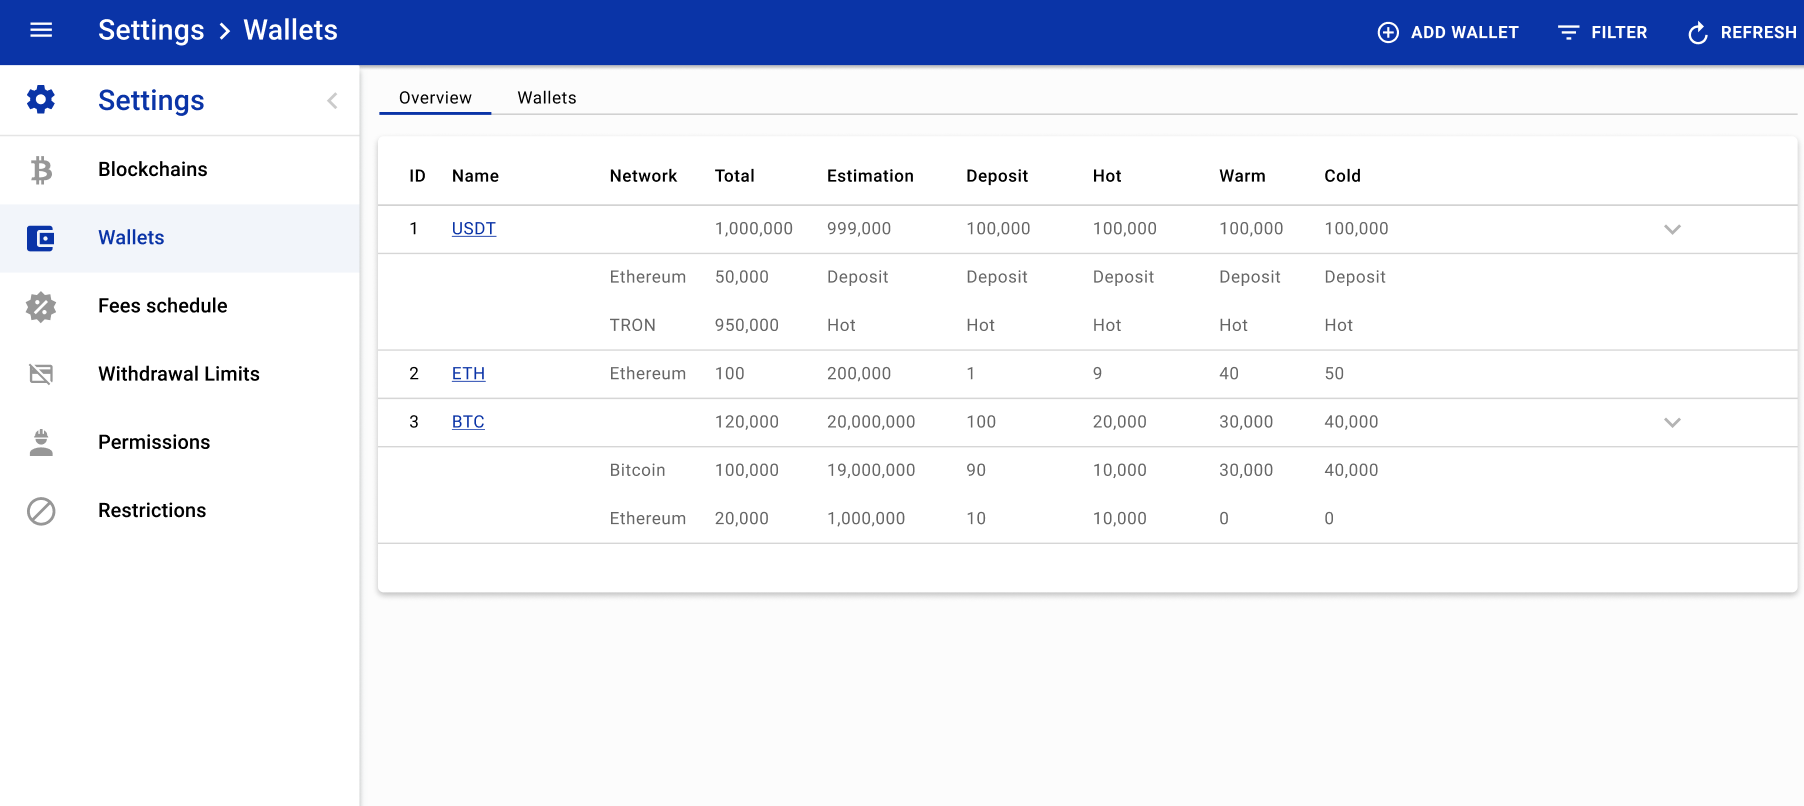 Settings > Wallets
ADD WALLET FILTER REFRESH
Settings
Blockchains
Wallets
Fees schedule
Withdrawal Limits
Permissions
Restrictions
Overview Wallets
ID Name Network Total Estimation Deposit Hot Warm Cold
1 USDT 1,000,000 999,000 100,000 100,000 100,000 100,000
Ethereum 50,000 Deposit Deposit Deposit Deposit Deposit
TRON 950,000 Hot Hot Hot Hot Hot
2 ETH Ethereum 100 200,000 1 9 40 50
3 BTC 120,000 20,000,000 100 20,000 30,000 40,000
Bitcoin 100,000 19,000,000 90 10,000 30,000 40,000
Ethereum 20,000 1,000,000 10 10,000 0 0